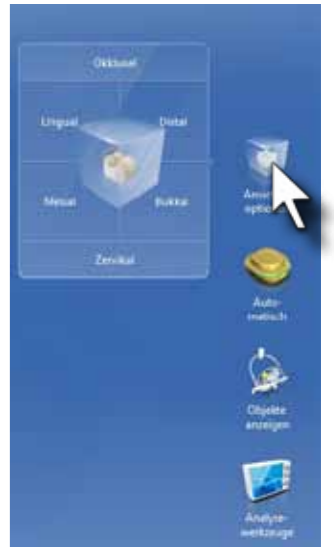 Okklusal
Lingual
Distal
Mesial
Bukkal
Zervikal
Auto-
matisch
Objekte
anzeigen
Analyse-
werkzeuge